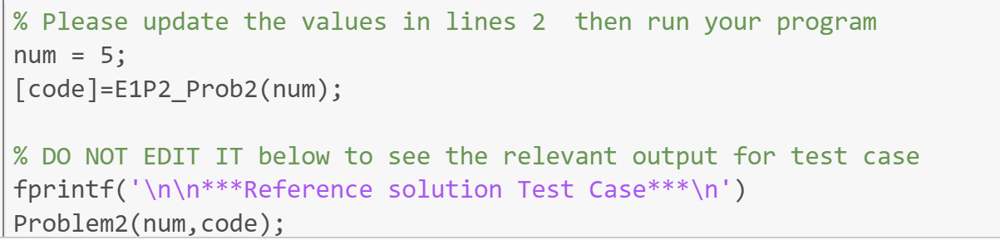 % Please update the values in lines 2  then run your program
num = 5;
[code]=E1P2_Prob2(num);
% DO NOT EDIT IT below to see the relevant output for test case
fprintf('\n\n***Reference solution Test Case***\n')
Problem2(num,code);